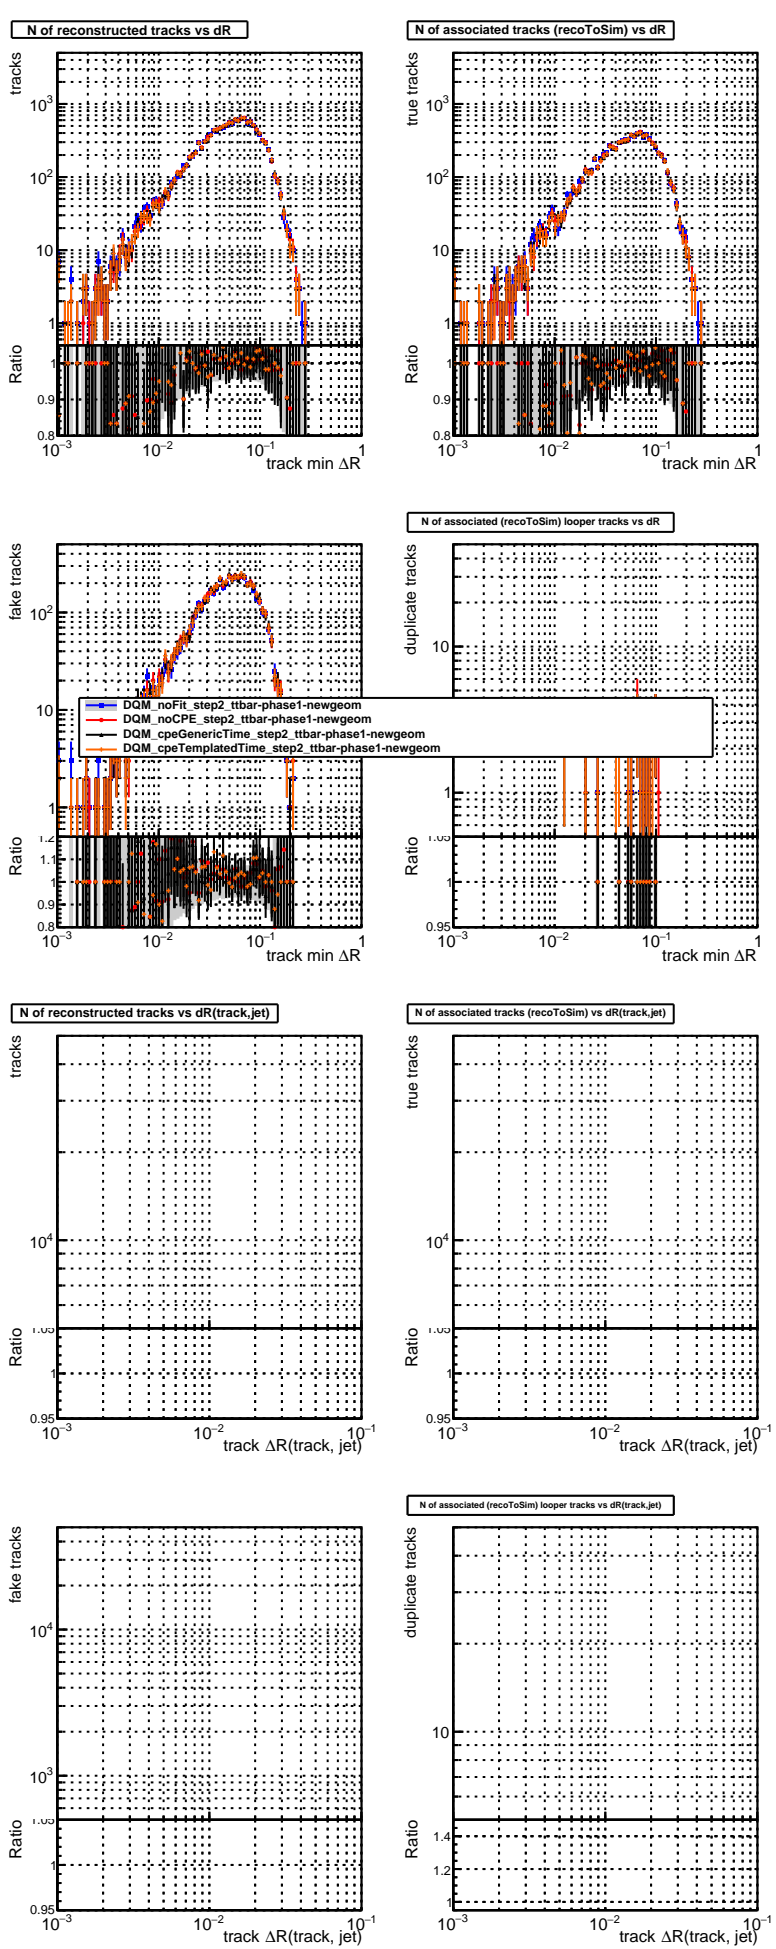 N of reconstructed tracks vs dR
N of associated tracks (recoToSim) vs dR
tracks
10³
10²
10
1
Ratio
1
0.9
0.8
10⁻³
10⁻²
10⁻¹
1
track min ΔR
true tracks
10³
10²
10
1
Ratio
1
0.9
0.8
10⁻³
10⁻²
10⁻¹
1
track min ΔR
N of associated (recoToSim) looper tracks vs dR
fake tracks
10²
10
1
Ratio
1.2
1.1
1
0.9
0.8
10⁻³
10⁻²
10⁻¹
1
track min ΔR
duplicate tracks
10
1
Ratio
1.05
1
0.95
10⁻³
10⁻²
10⁻¹
1
track min ΔR
DQM_noFit_step2_ttbar-phase1-newgeom
DQM_noCPE_step2_ttbar-phase1-newgeom
DQM_cpeGenericTime_step2_ttbar-phase1-newgeom
DQM_cpeTemplatedTime_step2_ttbar-phase1-newgeom
N of reconstructed tracks vs dR(track,jet)
N of associated tracks (recoToSim) vs dR(track,jet)
tracks
10⁴
Ratio
1.05
1
0.95
10⁻³
10⁻²
10⁻¹
track ΔR(track, jet)
true tracks
10⁴
Ratio
1.05
1
0.95
10⁻³
10⁻²
10⁻¹
track ΔR(track, jet)
N of associated (recoToSim) looper tracks vs dR(track,jet)
fake tracks
10⁴
10³
Ratio
1.05
1
0.95
10⁻³
10⁻²
10⁻¹
track ΔR(track, jet)
duplicate tracks
10
Ratio
1.4
1.2
1
10⁻³
10⁻²
10⁻¹
track ΔR(track, jet)